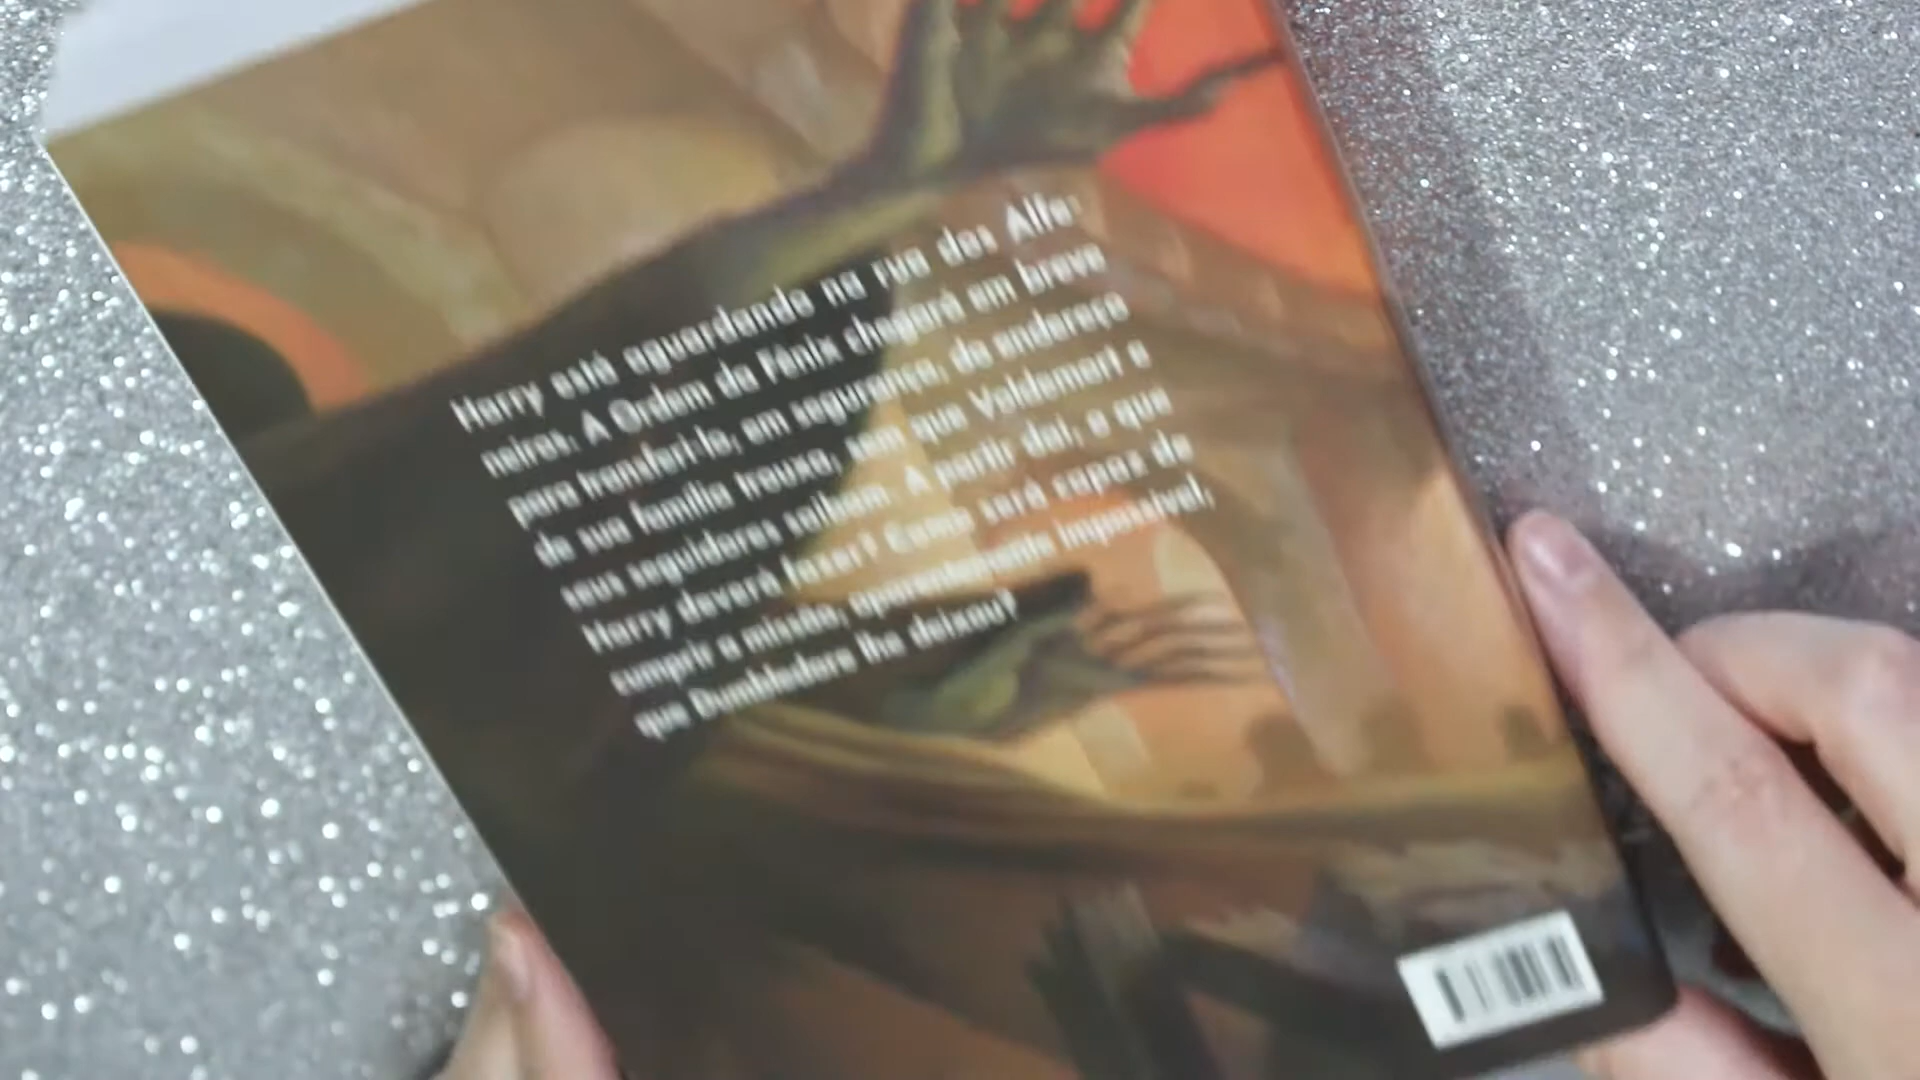 Harry está aguardando na rua dos Alfe-
neiros. A Ordem da Fênix chegará em breve
para transferi-lo, em segurança, do endereço
de sua família trouxa, sem que Voldemort e
seus seguidores saibam. A partir daí, o que
Harry deverá fazer? Como será capaz de
cumprir a missão, aparentemente impossível,
que Dumbledore lhe deixou?